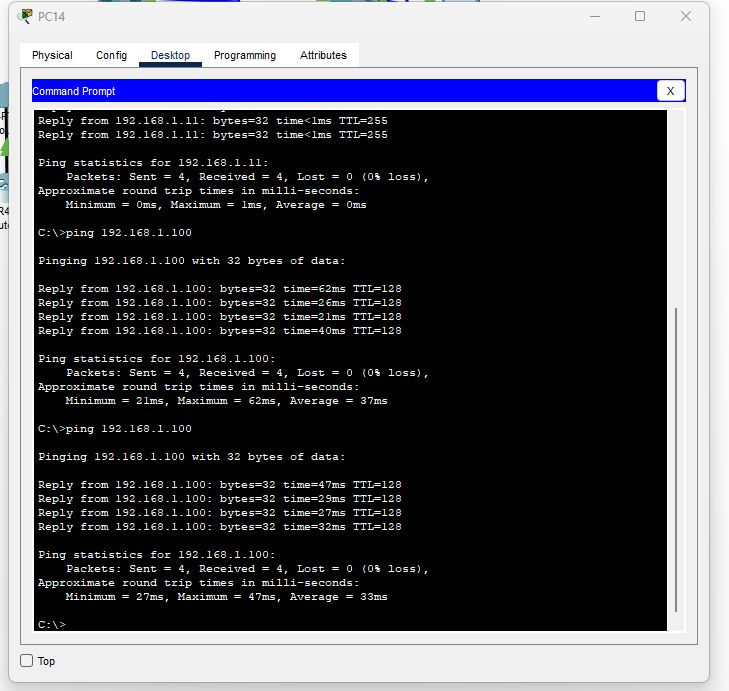 PC14
Physical Config Desktop Programming Attributes
Command Prompt X
Reply from 192.168.1.11: bytes=32 time<1ms TTL=255
Reply from 192.168.1.11: bytes=32 time<1ms TTL=255
Ping statistics for 192.168.1.11:
Packets: Sent = 4, Received = 4, Lost = 0 (0% loss),
Approximate round trip times in milli-seconds:
Minimum = 0ms, Maximum = 1ms, Average = 0ms
C:\>ping 192.168.1.100
Pinging 192.168.1.100 with 32 bytes of data:
Reply from 192.168.1.100: bytes=32 time=62ms TTL=128
Reply from 192.168.1.100: bytes=32 time=26ms TTL=128
Reply from 192.168.1.100: bytes=32 time=21ms TTL=128
Reply from 192.168.1.100: bytes=32 time=40ms TTL=128
Ping statistics for 192.168.1.100:
Packets: Sent = 4, Received = 4, Lost = 0 (0% loss),
Approximate round trip times in milli-seconds:
Minimum = 21ms, Maximum = 62ms, Average = 37ms
C:\>ping 192.168.1.100
Pinging 192.168.1.100 with 32 bytes of data:
Reply from 192.168.1.100: bytes=32 time=47ms TTL=128
Reply from 192.168.1.100: bytes=32 time=29ms TTL=128
Reply from 192.168.1.100: bytes=32 time=27ms TTL=128
Reply from 192.168.1.100: bytes=32 time=32ms TTL=128
Ping statistics for 192.168.1.100:
Packets: Sent = 4, Received = 4, Lost = 0 (0% loss),
Approximate round trip times in milli-seconds:
Minimum = 27ms, Maximum = 47ms, Average = 33ms
C:\>
Top